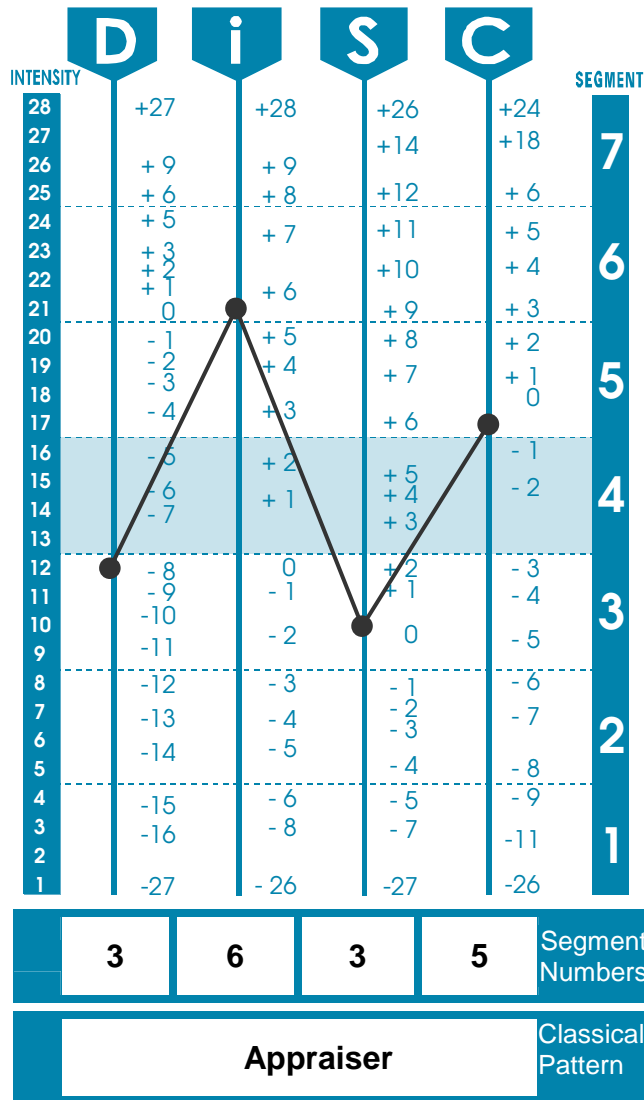 D i S C
INTENSITY SEGMENT
28 +27 +28 +26 +24
27 +14 +18 7
26 + 9 + 9
25 + 6 + 8 +12 + 6
24 + 5 + 7 +11 + 5
23 + 3 6
22 + 2 +10 + 4
+ 1 + 6
21 0 + 9 + 3
20 - 1 + 5 + 8 + 2
19 - 2 + 4 + 7 + 1
18 - 3 0 5
17 - 4 + 3 + 6
16 - 5 + 2 - 1
15 - 6 + 5 - 2
14 - 7 + 1 + 4 4
13 + 3
12 - 8 0 + 2 - 3
11 - 9 - 1 + 1 - 4
10 -10 - 2 0 - 5 3
9 -11
8 -12 - 3 - 1 - 6
7 -13 - 4 - 2 - 7
6 -14 - 5 - 3 2
5 - 4 - 8
4 -15 - 6 - 5 - 9
3 -16 - 8 - 7 -11
2 1
1 -27 - 26 -27 -26
3 6 3 5 Segment
Numbers
Appraiser Classical
Pattern